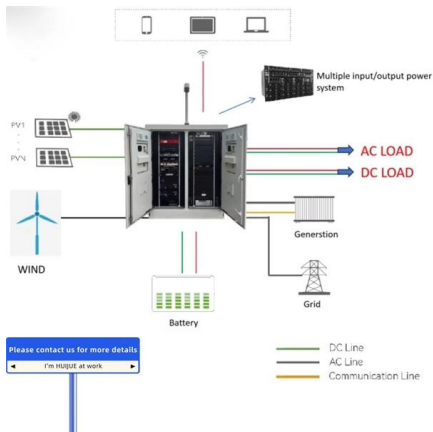 Multiple input/output power
system
PV1
PVN
AC LOAD
DC LOAD
Generstion
WIND
Grid
Battery
Please contact us for more details
I'm HUIJUE at work
DC Line
AC Line
Communication Line